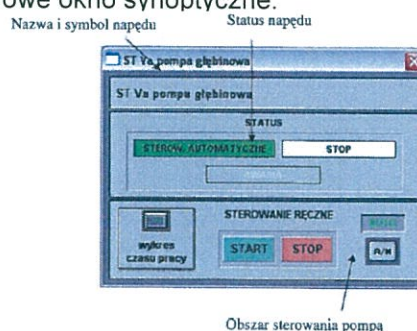 owe okno synoptyczne.
Nazwa i symbol napędu
Status napędu
ST Va pompa głębinowa
ST Va pompa głębinowa
STATUS
STEROW. AUTOMATYCZNE STOP
STEROWANIE RĘCZNE
wykres
czasu pracy
START STOP
A/M
Obszar sterowania pompą